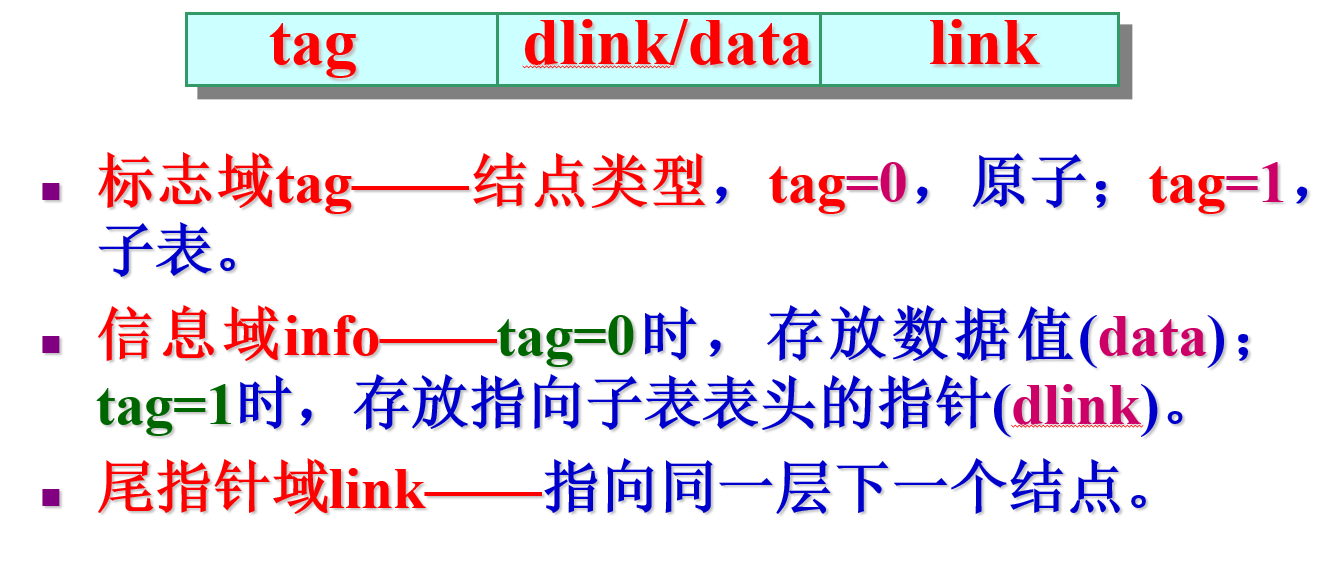 tag dlink/data link
标志域tag——结点类型，tag=0，原子；tag=1，
子表。
信息域info——tag=0时，存放数据值(data)；
tag=1时，存放指向子表表头的指针(dlink)。
尾指针域link——指向同一层下一个结点。